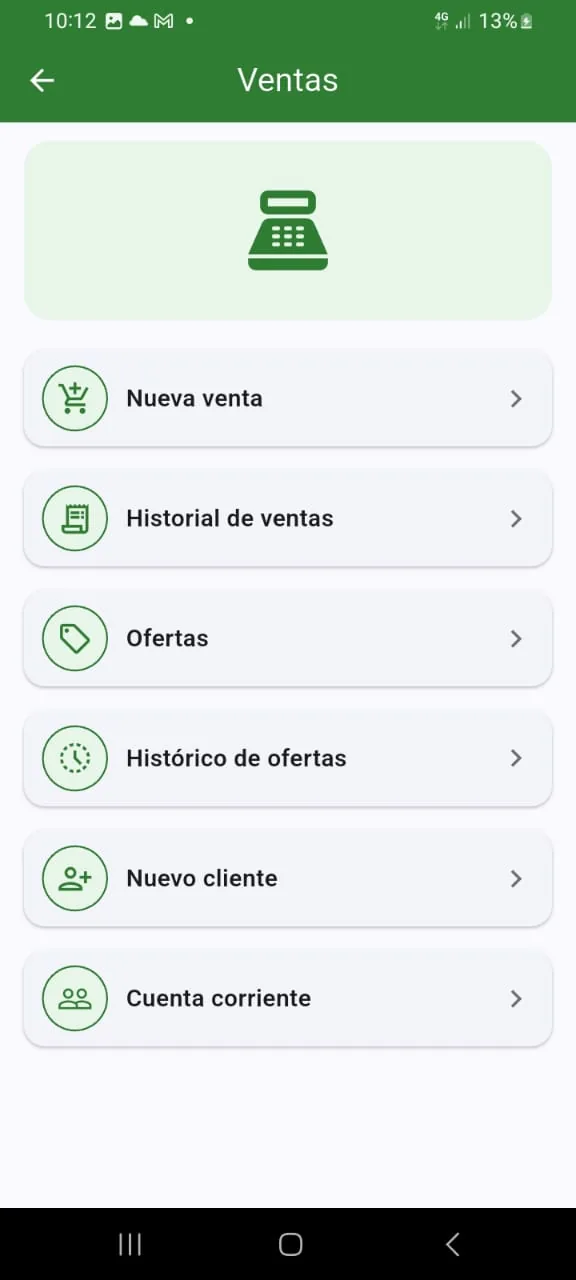 10:12 4G 13%
Ventas
Nueva venta
Historial de ventas
Ofertas
Histórico de ofertas
Nuevo cliente
Cuenta corriente